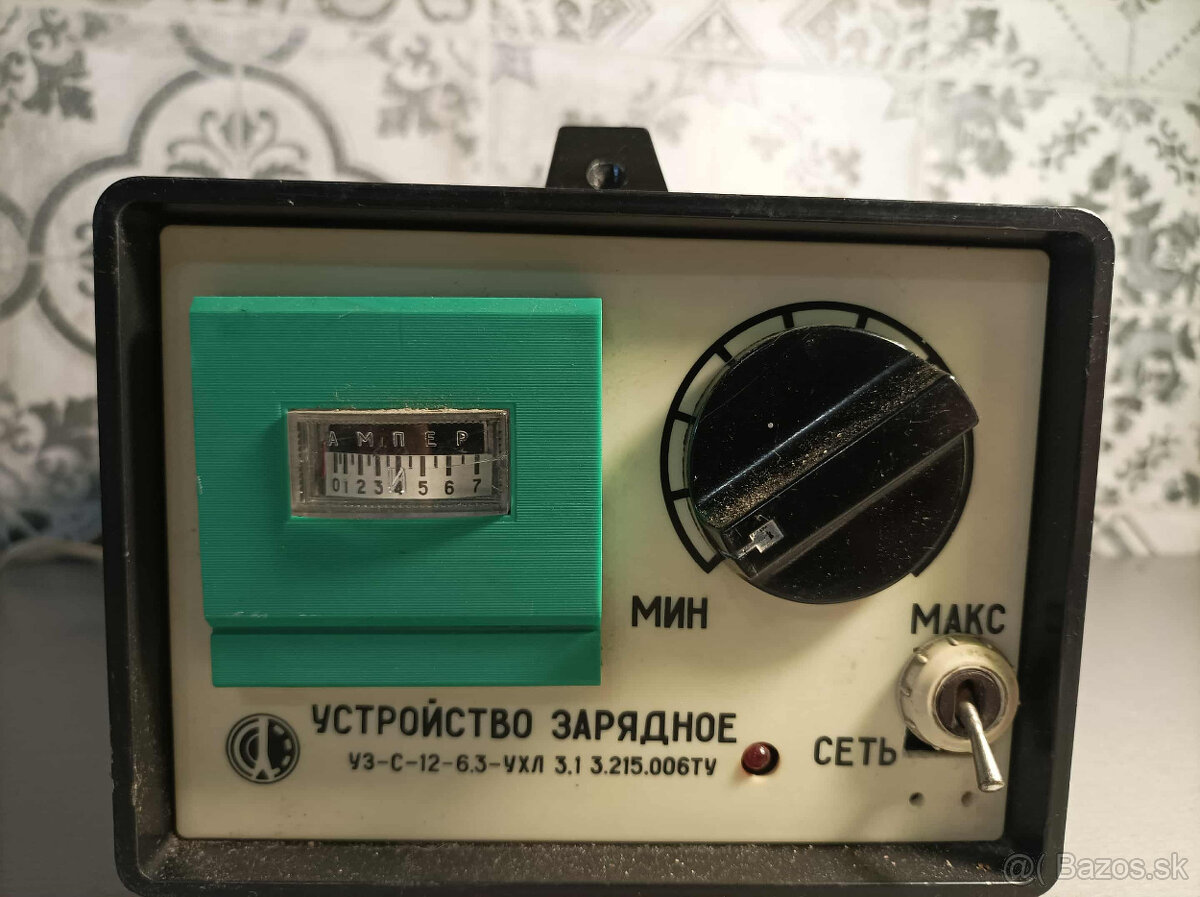 АМПЕР
0 1 2 3 4 5 6 7
МИН
МАКС
УСТРОЙСТВО ЗАРЯДНОЕ
УЗ-С-12-6.3-УХЛ 3.1 3.215.006ТУ
СЕТЬ
@( Bazos.sk